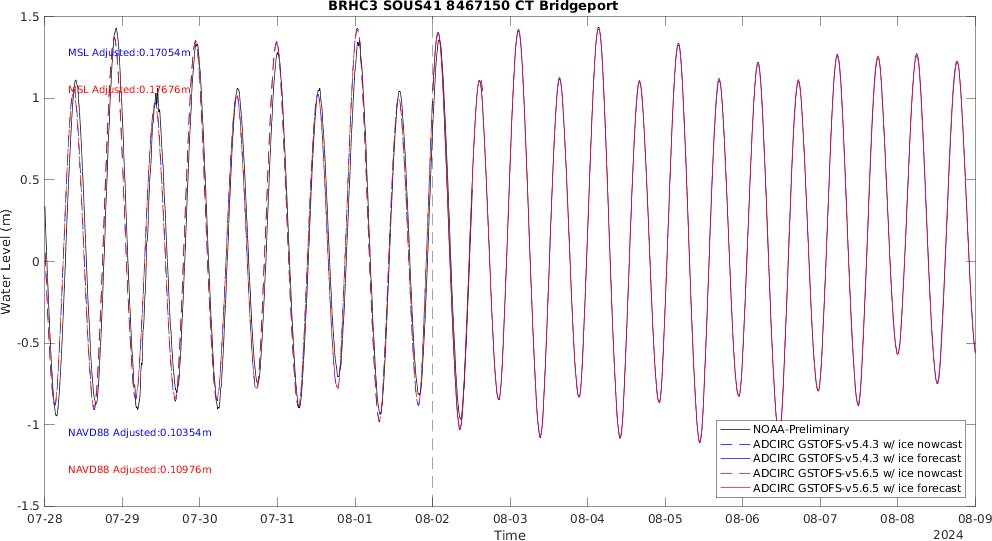 BRHC3 SOUS41 8467150 CT Bridgeport
1.5
1
0.5
0
-0.5
-1
-1.5
Water Level (m)
MSL Adjusted:0.17054m
MSL Adjusted:0.17676m
NAVD88 Adjusted:0.10354m
NAVD88 Adjusted:0.10976m
NOAA-Preliminary
ADCIRC GSTOFS-v5.4.3 w/ ice nowcast
ADCIRC GSTOFS-v5.4.3 w/ ice forecast
ADCIRC GSTOFS-v5.6.5 w/ ice nowcast
ADCIRC GSTOFS-v5.6.5 w/ ice forecast
07-28 07-29 07-30 07-31 08-01 08-02 08-03 08-04 08-05 08-06 08-07 08-08 08-09
Time
2024